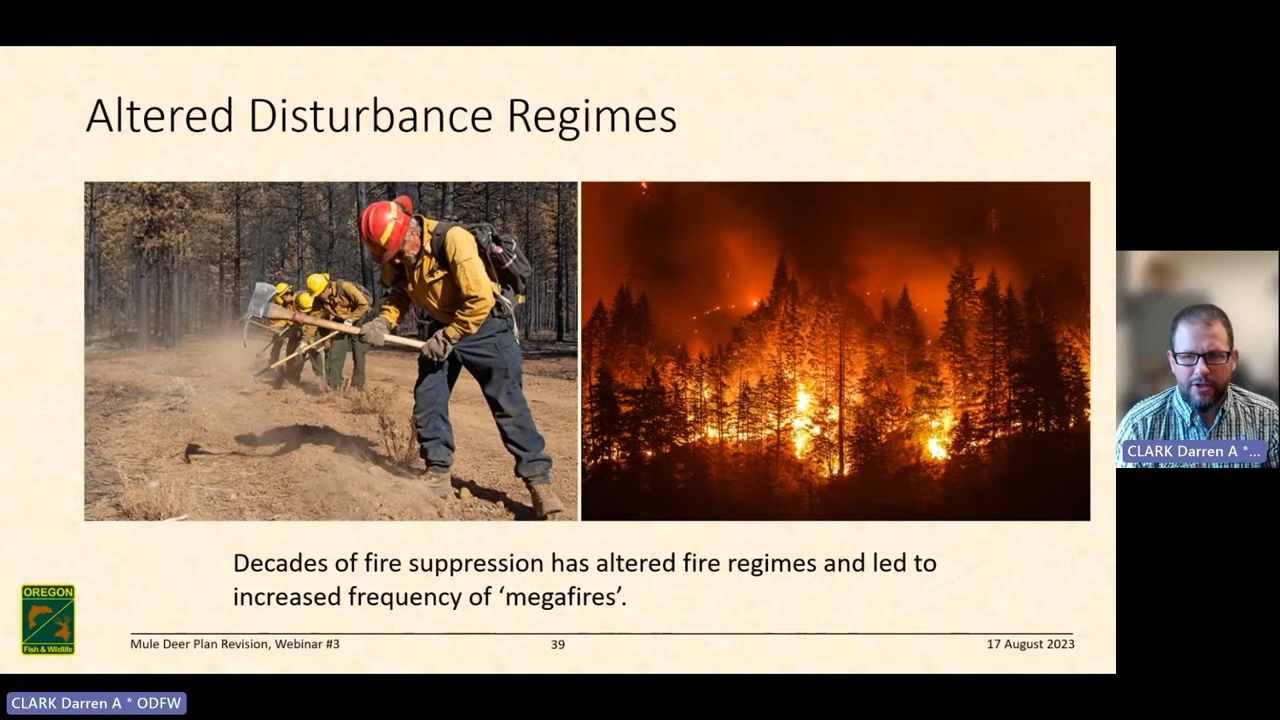 Altered Disturbance Regimes
Decades of fire suppression has altered fire regimes and led to
increased frequency of ‘megafires’.
OREGON
Fish & Wildlife
Mule Deer Plan Revision, Webinar #3
39
17 August 2023
CLARK Darren A *...
CLARK Darren A * ODFW